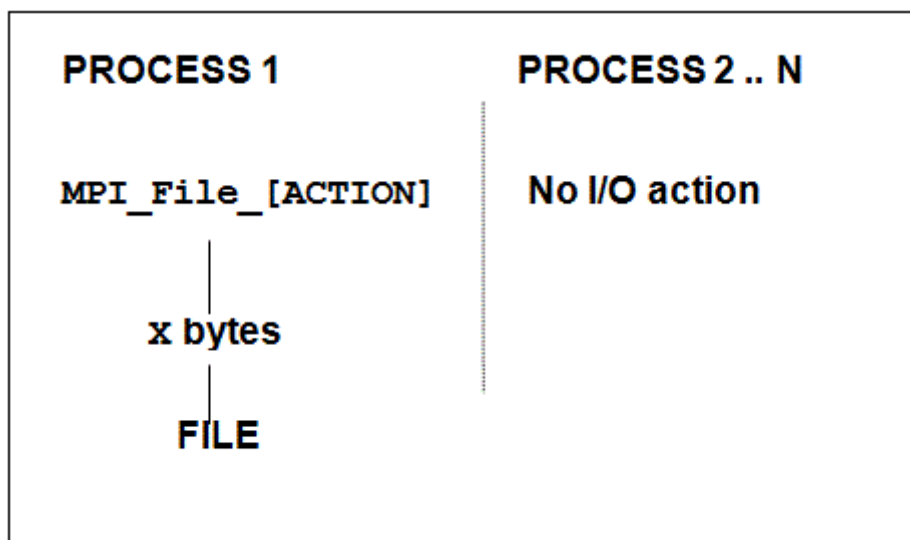 PROCESS 1
PROCESS 2 .. N
MPI_File_[ACTION]
No I/O action
x bytes
FILE